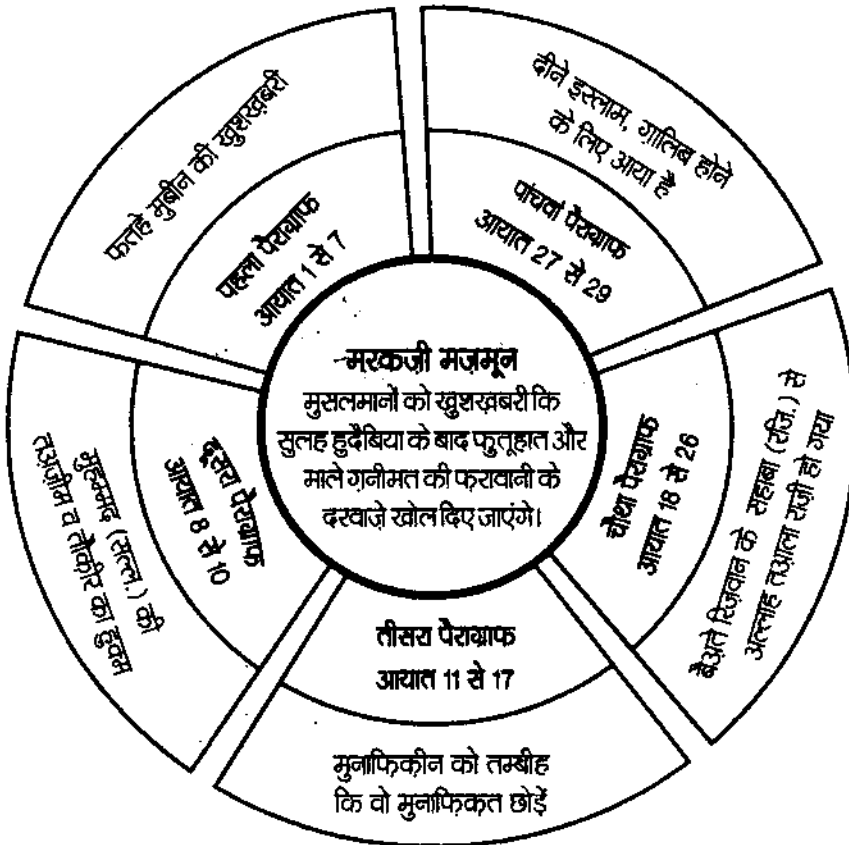 मरकज़ी मज़मून
मुसलमानों को खुशख़बरी कि
सुलह हुदैबिया के बाद फ़ुतूहात और
माले ग़नीमत की फ़रावानी के
दरवाज़े खोल दिए जाएंगे।
फतहे मुबीन की खुशख़बरी
पहला पैराग्राफ
आयात 1 से 7
मुहम्मद (सल्ल.) की
तअज़ीम व तौक़ीर का हुक्म
दूसरा पैराग्राफ
आयात 8 से 10
तीसरा पैराग्राफ
आयात 11 से 17
मुनाफ़िक़ीन को तम्बीह
कि वो मुनाफ़िक़त छोड़ें
चौथा पैराग्राफ
आयात 18 से 26
बैअ़ते रिज़वान के सहाबा (रज़ि.) से
अल्लाह तआ़ला राज़ी हो गया
दीने इस्लाम, ग़ालिब होने
के लिए आया है
पांचवां पैराग्राफ
आयात 27 से 29